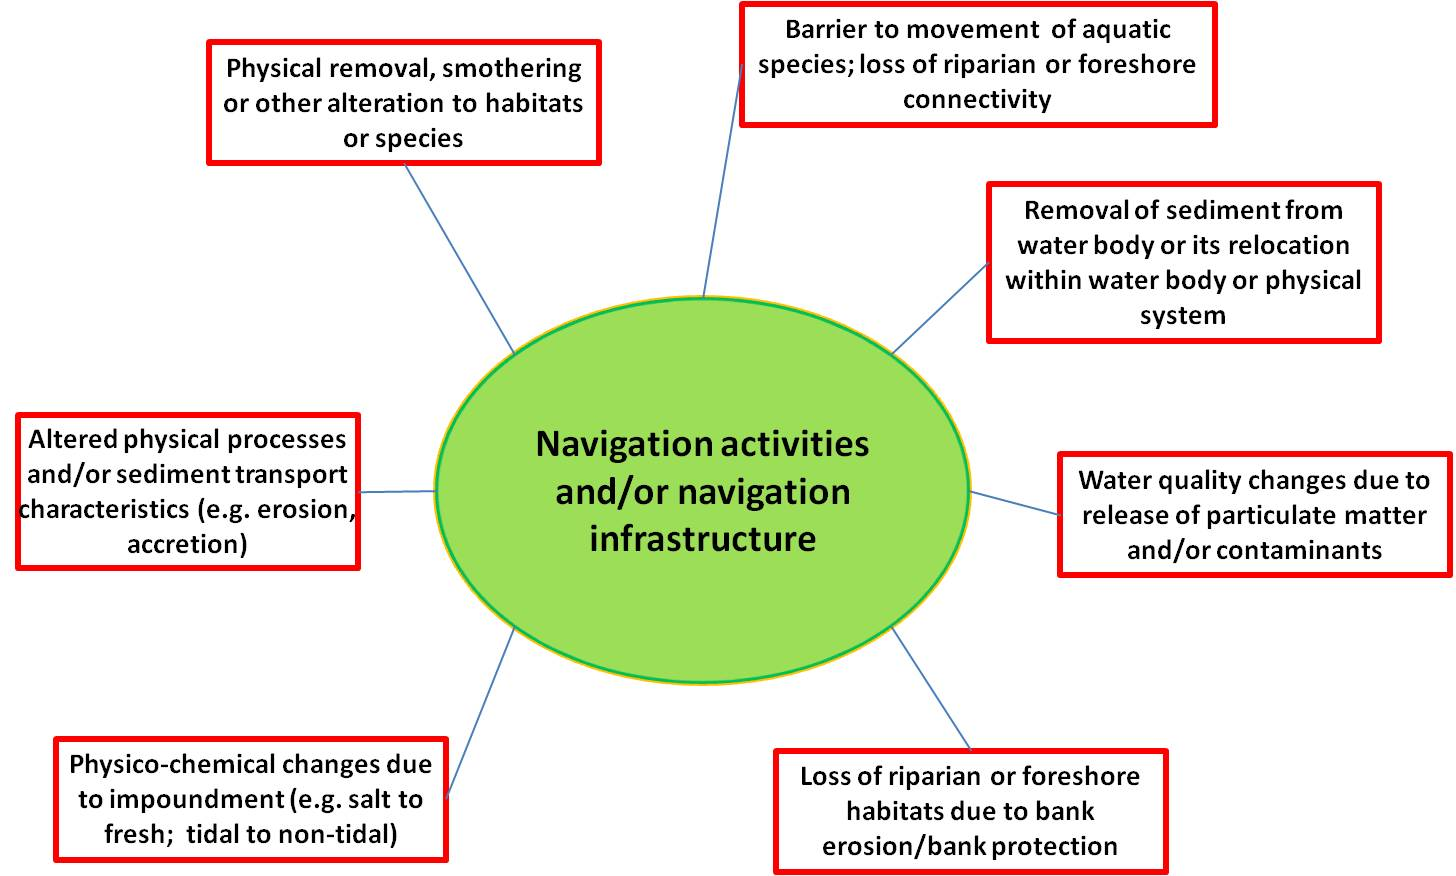 Barrier to movement of aquatic
species; loss of riparian or foreshore
connectivity
Physical removal, smothering
or other alteration to habitats
or species
Removal of sediment from
water body or its relocation
within water body or physical
system
Altered physical processes
and/or sediment transport
characteristics (e.g. erosion,
accretion)
Navigation activities
and/or navigation
infrastructure
Water quality changes due to
release of particulate matter
and/or contaminants
Physico-chemical changes due
to impoundment (e.g. salt to
fresh; tidal to non-tidal)
Loss of riparian or foreshore
habitats due to bank
erosion/bank protection